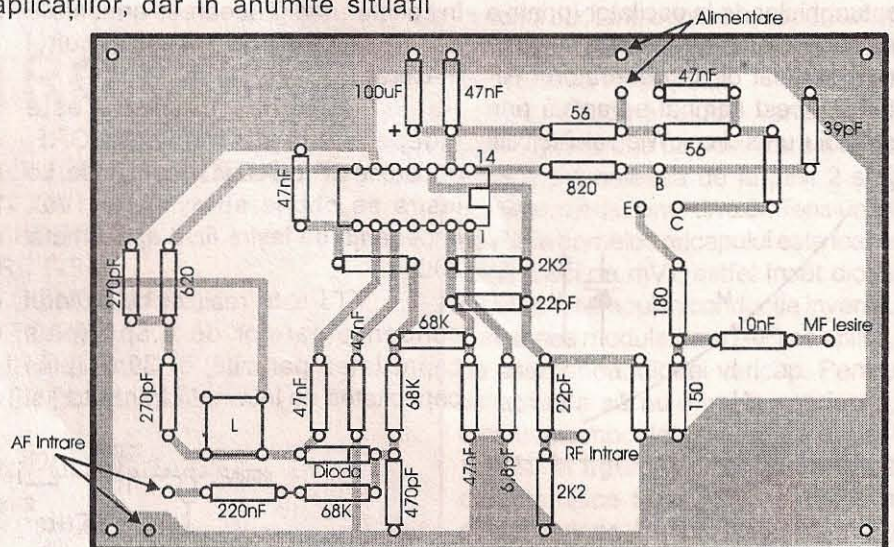 aplicațiilor, dar în anumite situații
Alimentare
100uF
47nF
47nF
+
56
56
39pF
14
820
B
47nF
E
C
1
270pF
620
2K2
22pF
180
68K
47nF
10nF
MF Iesire
270pF
47nF
68K
22pF
150
L
AF Intrare
RF Intrare
Dioda
47nF
6,8pF
220nF
68K
470pF
2K2